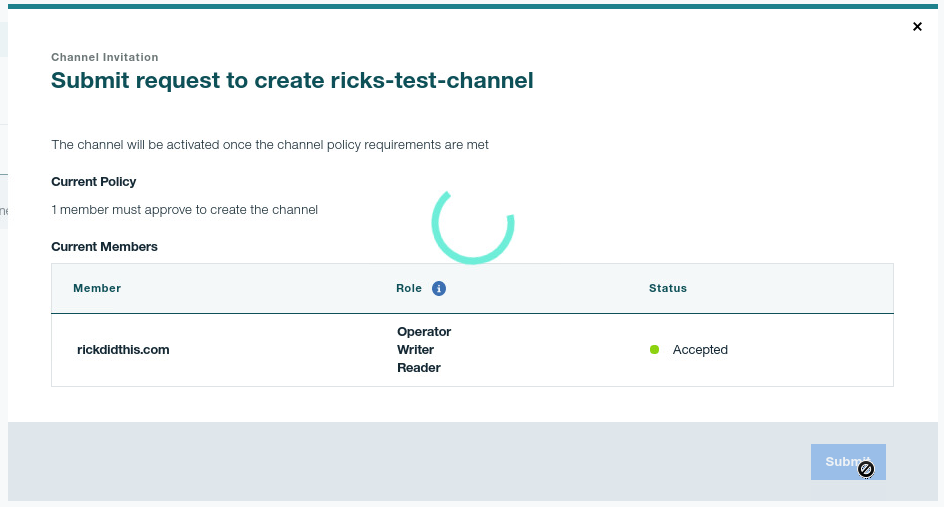 ×
Channel Invitation
Submit request to create ricks-test-channel
The channel will be activated once the channel policy requirements are met
Current Policy
1 member must approve to create the channel
Current Members
Member Role i Status
rickdidthis.com Operator Writer Reader Accepted
Submit